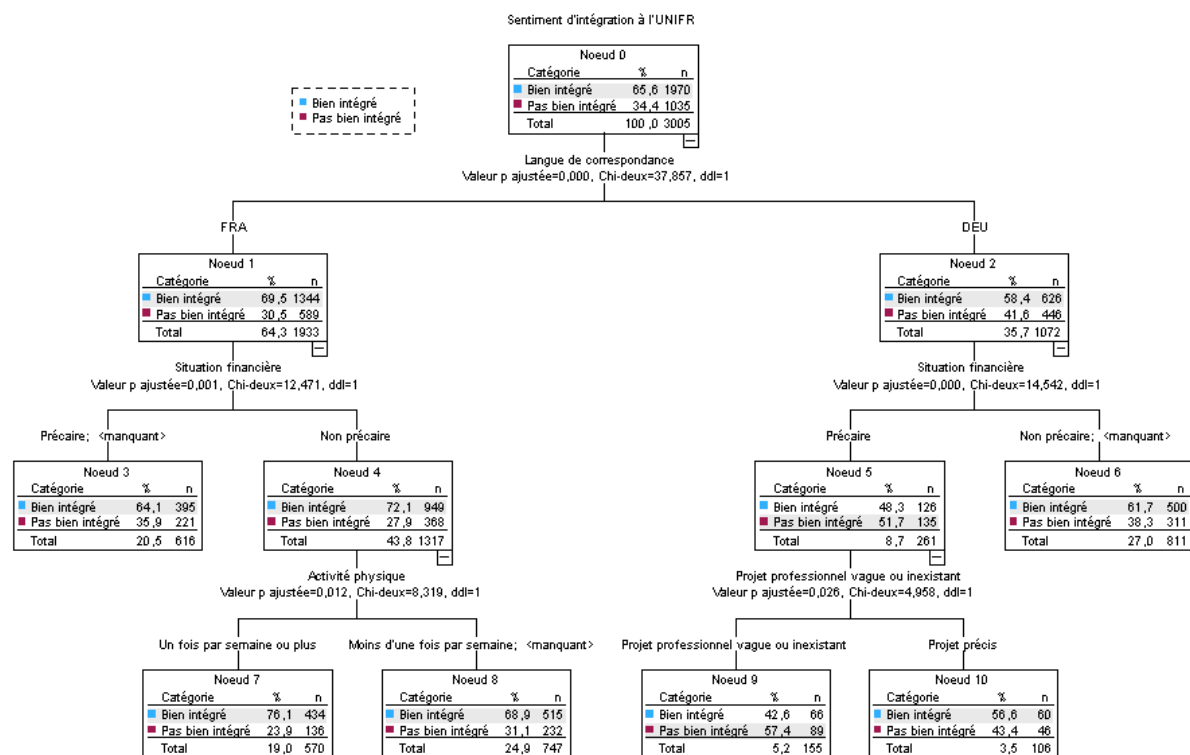 Sentiment d'intégration à l'UNIFR
Noeud 0
Catégorie % n
Bien intégré 65,6 1970
Pas bien intégré 34,4 1035
Total 100,0 3005
Bien intégré
Pas bien intégré
Langue de correspondance
Valeur p ajustée=0,000, Chi-deux=37,857, ddl=1
FRA
DEU
Noeud 1
Catégorie % n
Bien intégré 69,5 1344
Pas bien intégré 30,5 589
Total 64,3 1933
Noeud 2
Catégorie % n
Bien intégré 58,4 626
Pas bien intégré 41,6 446
Total 35,7 1072
Situation financière
Valeur p ajustée=0,001, Chi-deux=12,471, ddl=1
Situation financière
Valeur p ajustée=0,000, Chi-deux=14,542, ddl=1
Précaire; <manquant>
Non précaire
Précaire
Non précaire; <manquant>
Noeud 3
Catégorie % n
Bien intégré 64,1 395
Pas bien intégré 35,9 221
Total 20,5 616
Noeud 4
Catégorie % n
Bien intégré 72,1 949
Pas bien intégré 27,9 368
Total 43,8 1317
Noeud 5
Catégorie % n
Bien intégré 48,3 126
Pas bien intégré 51,7 135
Total 8,7 261
Noeud 6
Catégorie % n
Bien intégré 61,7 500
Pas bien intégré 38,3 311
Total 27,0 811
Activité physique
Valeur p ajustée=0,012, Chi-deux=8,319, ddl=1
Projet professionnel vague ou inexistant
Valeur p ajustée=0,026, Chi-deux=4,958, ddl=1
Un fois par semaine ou plus
Moins d'une fois par semaine; <manquant>
Projet professionnel vague ou inexistant
Projet précis
Noeud 7
Catégorie % n
Bien intégré 76,1 434
Pas bien intégré 23,9 136
Total 19,0 570
Noeud 8
Catégorie % n
Bien intégré 68,9 515
Pas bien intégré 31,1 232
Total 24,9 747
Noeud 9
Catégorie % n
Bien intégré 42,6 66
Pas bien intégré 57,4 89
Total 5,2 155
Noeud 10
Catégorie % n
Bien intégré 56,6 60
Pas bien intégré 43,4 46
Total 3,5 106